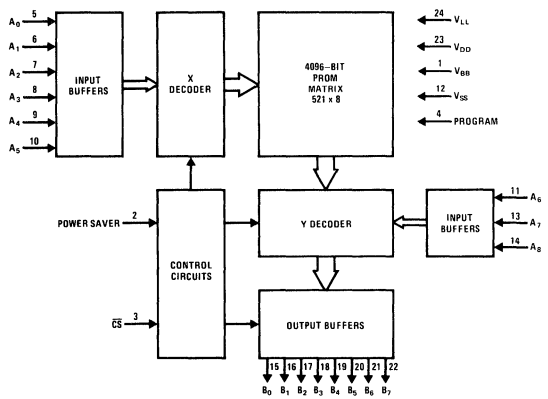 A0 5
A1 6
A2 7
A3 8
A4 9
A5 10
INPUT
BUFFERS
X
DECODER
4096-BIT
PROM
MATRIX
521 x 8
24 VLL
23 VDD
1 VBB
12 VSS
4 PROGRAM
POWER SAVER 2
CS 3
CONTROL
CIRCUITS
Y DECODER
INPUT
BUFFERS
11 A6
13 A7
14 A8
OUTPUT BUFFERS
15 16 17 18 19 20 21 22
B0 B1 B2 B3 B4 B5 B6 B7